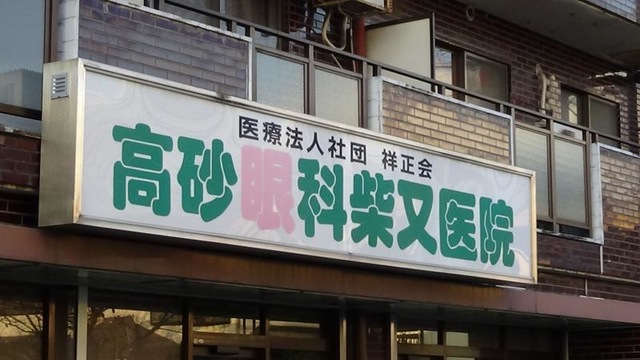 医療法人社団 祥正会
高砂眼科柴又医院